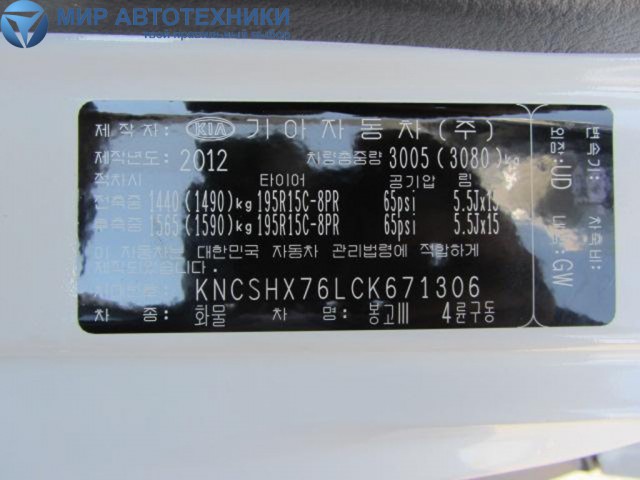 МИР АВТОТЕХНИКИ
제 작 자: KIA 기아자동차(주)
제작년도: 2012 차량총중량 3005(3080)kg
적차시 타이어 공기압 림
전축중 1440(1490)kg 195R15C-8PR 65psi 5.5Jx15
후축중 1565(1590)kg 195R15C-8PR 65psi 5.5Jx15
이 자동차는 대한민국 자동차 관리법령에 적합하게
제작되었습니다.
차대번호: KNCSHX76LCK671306
차 종: 화물 차 명: 봉고III 4륜구동
변속기:
외장: UD
GW